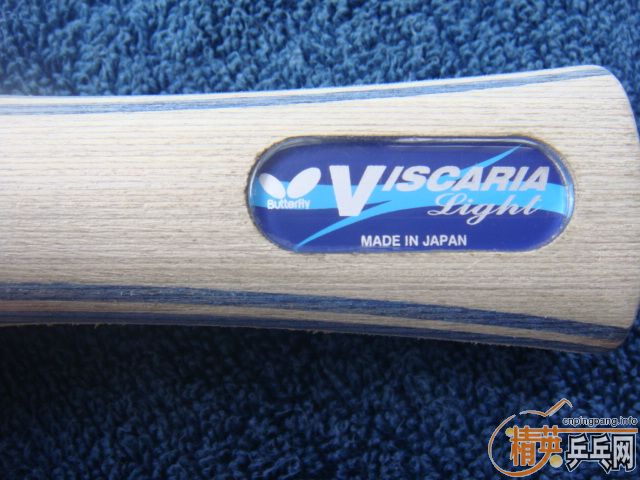 VISCARIA
Light
Butterfly
MADE IN JAPAN
cnpingpang.info
精英乒乓网